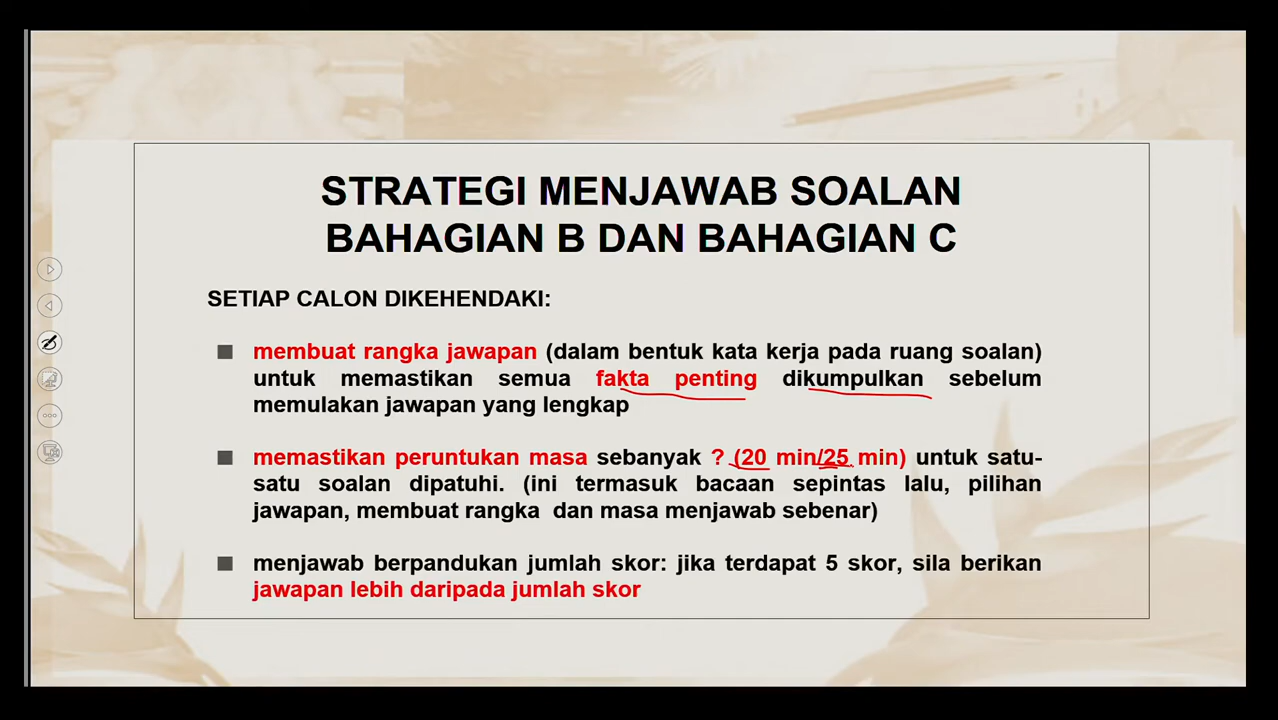 STRATEGI MENJAWAB SOALAN
BAHAGIAN B DAN BAHAGIAN C
SETIAP CALON DIKEHENDAKI:
membuat rangka jawapan (dalam bentuk kata kerja pada ruang soalan)
untuk memastikan semua fakta penting dikumpulkan sebelum
memulakan jawapan yang lengkap
memastikan peruntukan masa sebanyak ? (20 min/25 min) untuk satu-
satu soalan dipatuhi. (ini termasuk bacaan sepintas lalu, pilihan
jawapan, membuat rangka dan masa menjawab sebenar)
menjawab berpandukan jumlah skor: jika terdapat 5 skor, sila berikan
jawapan lebih daripada jumlah skor